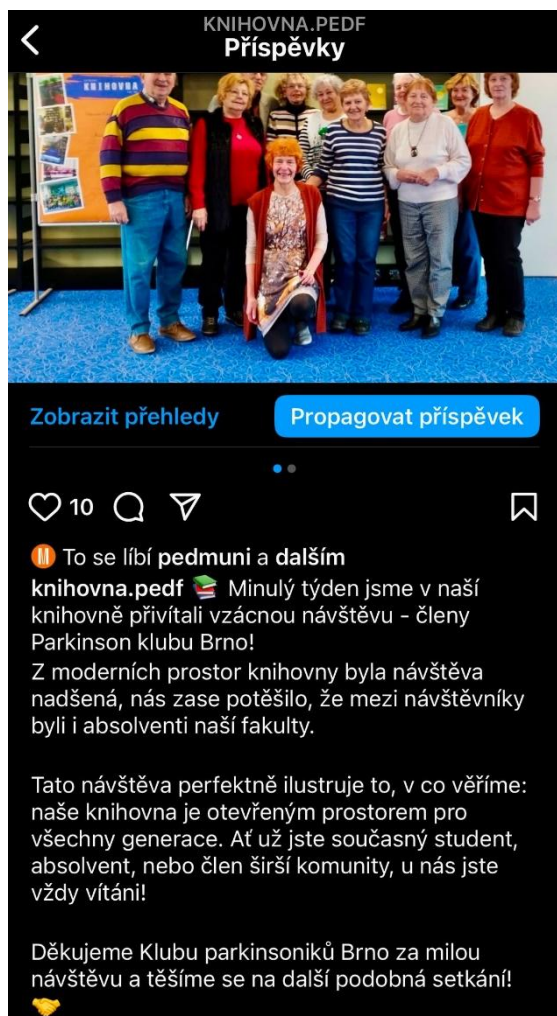 KNIHOVNA.PEDF
Příspěvky
KNIHOVNA
Zobrazit přehledy
Propagovat příspěvek
10
To se líbí pedmuni a dalším
knihovna.pedf 📚 Minulý týden jsme v naší
knihovně přivítali vzácnou návštěvu - členy
Parkinson klubu Brno!
Z moderních prostor knihovny byla návštěva
nadšená, nás zase potěšilo, že mezi návštěvníky
byli i absolventi naší fakulty.
Tato návštěva perfektně ilustruje to, v co věříme:
naše knihovna je otevřeným prostorem pro
všechny generace. Ať už jste současný student,
absolvent, nebo člen širší komunity, u nás jste
vždy vítáni!
Děkujeme Klubu parkinsoniků Brno za milou
návštěvu a těšíme se na další podobná setkání!
🤝